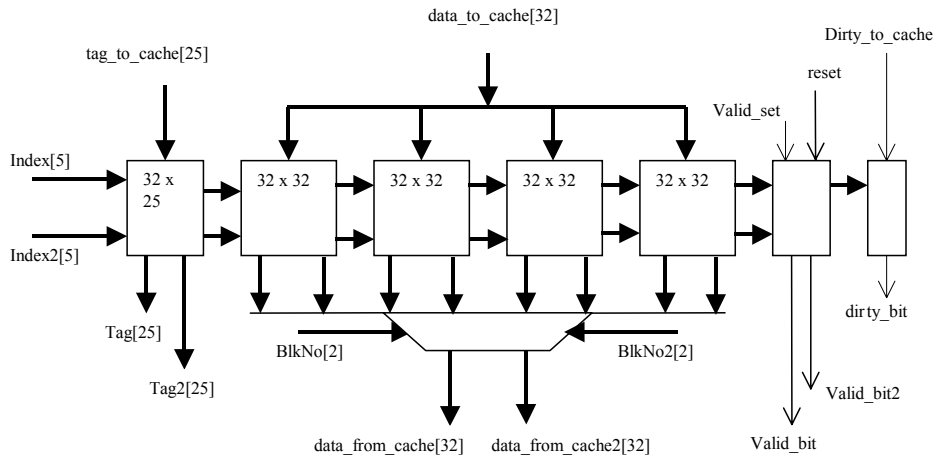 data_to_cache[32]
tag_to_cache[25]
Dirty_to_cache
reset
Valid_set
Index[5]
32 x
25
32 x 32
32 x 32
32 x 32
32 x 32
Index2[5]
Tag[25]
BlkNo[2]
BlkNo2[2]
dirty_bit
Tag2[25]
Valid_bit2
data_from_cache[32]
data_from_cache2[32]
Valid_bit